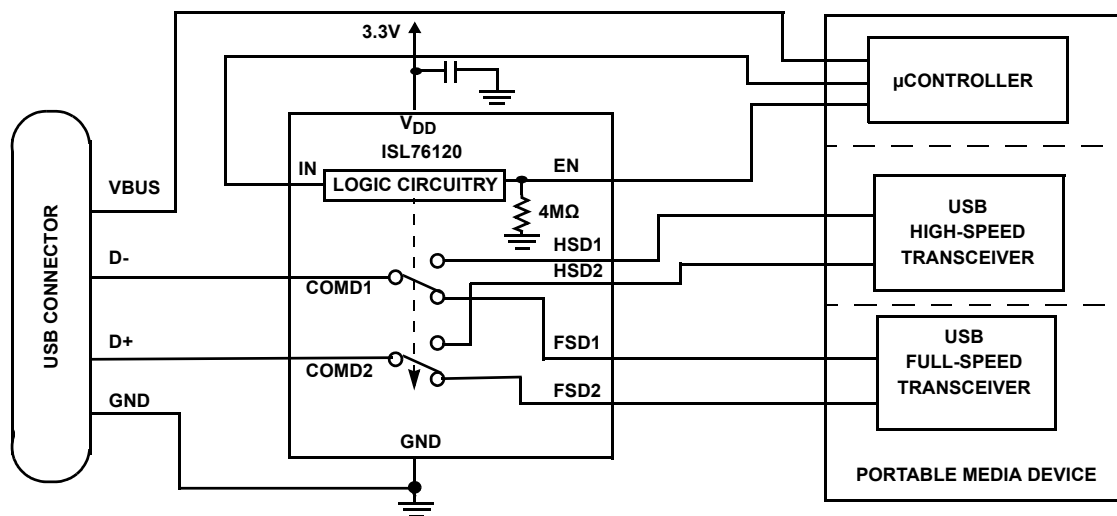 3.3V
µCONTROLLER
VDD
ISL76120
IN
LOGIC CIRCUITRY
EN
4MΩ
USB CONNECTOR
VBUS
D-
D+
GND
COMD1
COMD2
HSD1
HSD2
FSD1
FSD2
GND
USB
HIGH-SPEED
TRANSCEIVER
USB
FULL-SPEED
TRANSCEIVER
PORTABLE MEDIA DEVICE